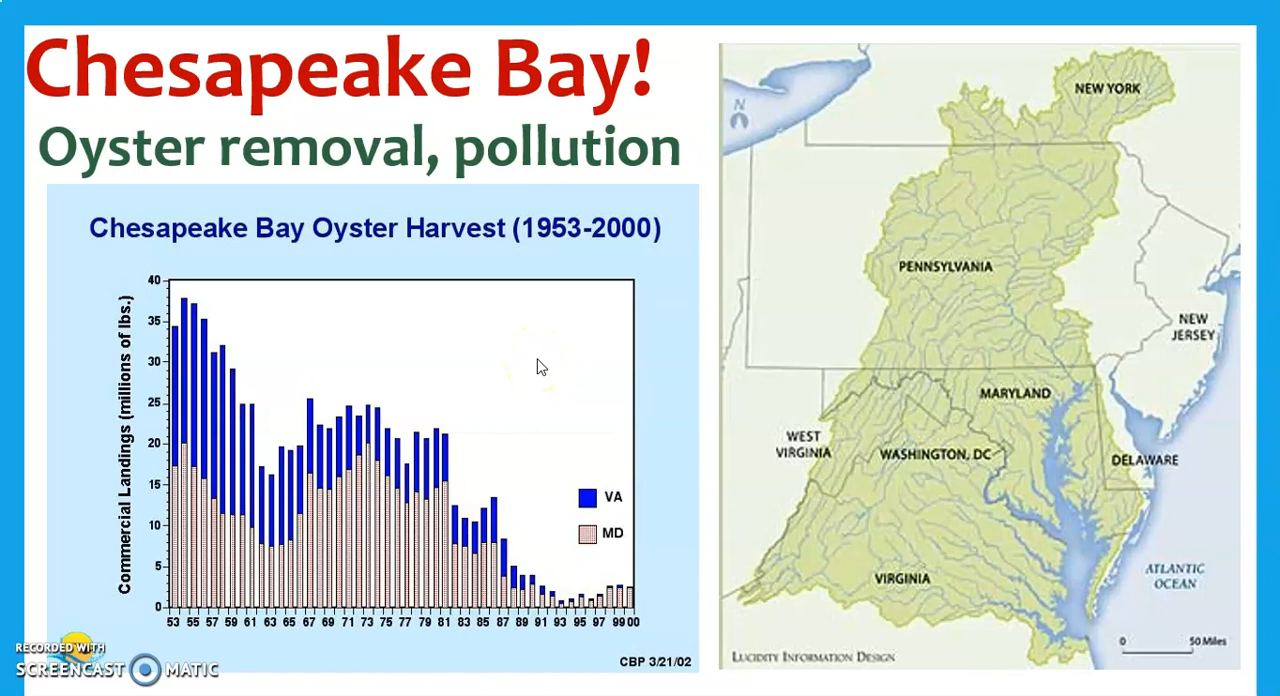 Chesapeake Bay!
Oyster removal, pollution
Chesapeake Bay Oyster Harvest (1953-2000)
Commercial Landings (millions of lbs.)
40
35
30
25
20
15
10
5
0
53 55 57 59 61 63 65 67 69 71 73 75 77 79 81 83 85 87 89 91 93 95 97 99 00
VA
MD
CBP 3/21/02
RECORDED WITH
SCREENCAST MATIC
N
NEW YORK
PENNSYLVANIA
NEW
JERSEY
MARYLAND
WEST
VIRGINIA
WASHINGTON, DC
DELAWARE
VIRGINIA
ATLANTIC
OCEAN
0 50 Miles
LUCIDITY INFORMATION DESIGN